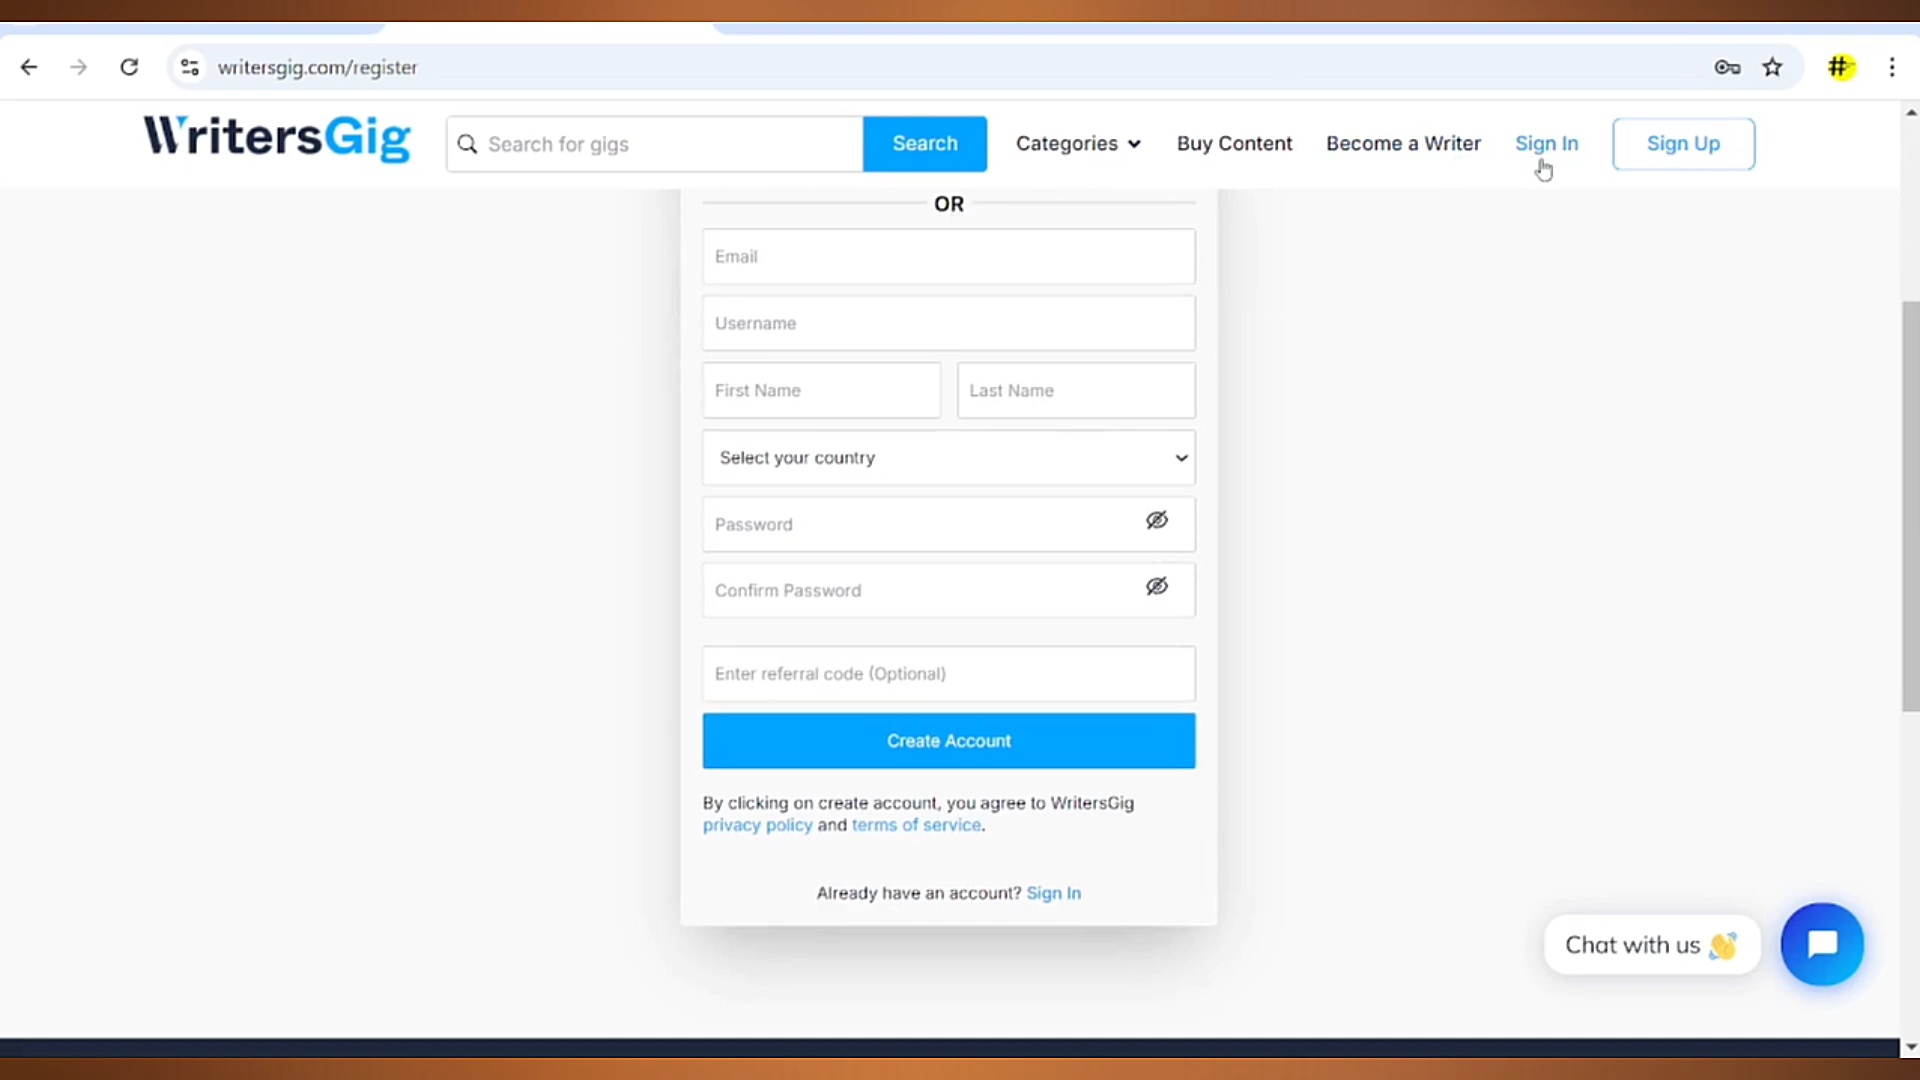 writersgig.com/register
WritersGig
Search for gigs
Search
Categories
Buy Content
Become a Writer
Sign In
Sign Up
OR
Email
Username
First Name
Last Name
Select your country
Password
Confirm Password
Enter referral code (Optional)
Create Account
By clicking on create account, you agree to WritersGig
privacy policy and terms of service.
Already have an account? Sign In
Chat with us 👋